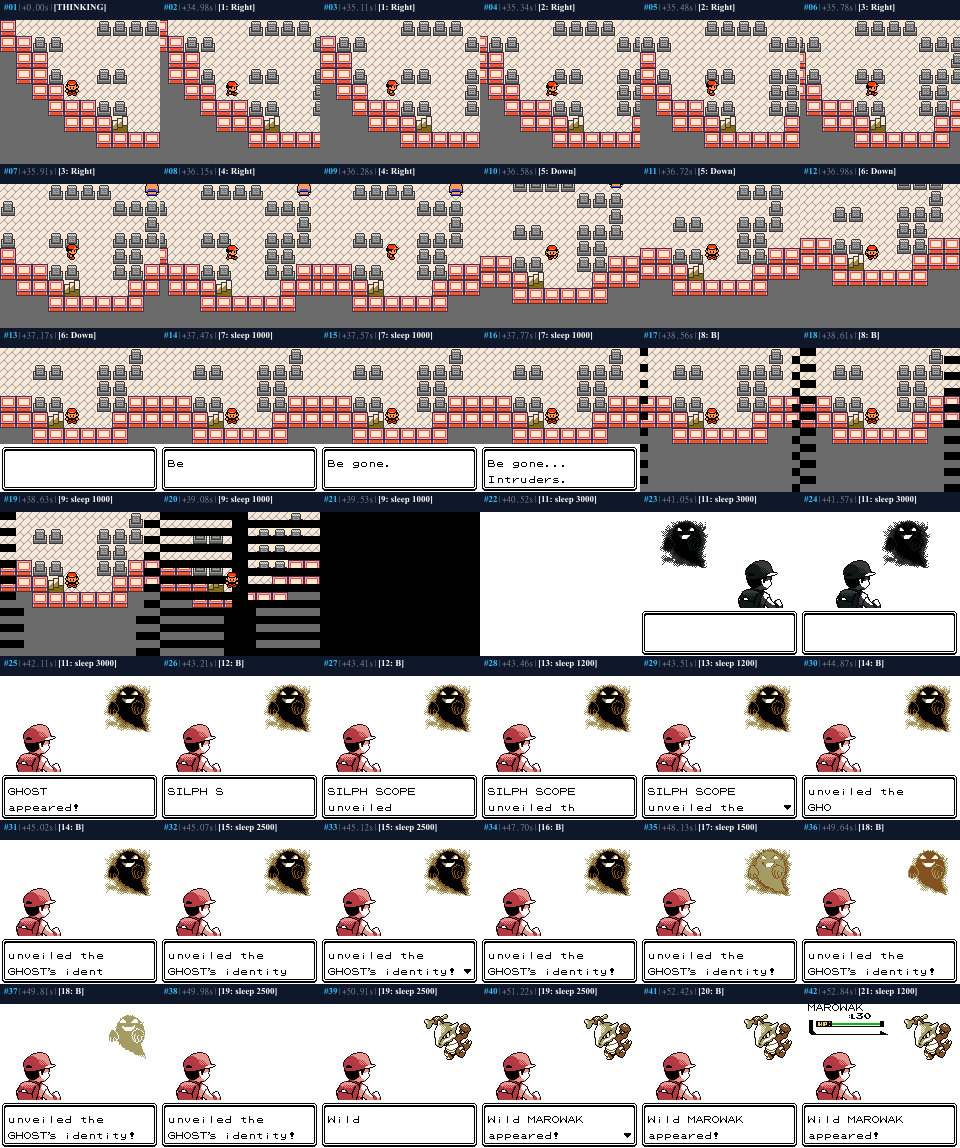 #01|+0.00s|[THINKING]
#02|+34.98s|[1: Right]
#03|+35.11s|[1: Right]
#04|+35.34s|[2: Right]
#05|+35.48s|[2: Right]
#06|+35.78s|[3: Right]
#07|+35.91s|[3: Right]
#08|+36.15s|[4: Right]
#09|+36.28s|[4: Right]
#10|+36.58s|[5: Down]
#11|+36.72s|[5: Down]
#12|+36.98s|[6: Down]
#13|+37.17s|[6: Down]
#14|+37.47s|[7: sleep 1000]
#15|+37.57s|[7: sleep 1000]
#16|+37.77s|[7: sleep 1000]
#17|+38.56s|[8: B]
#18|+38.61s|[8: B]
Be
Be gone.
Be gone...
Intruders.
#19|+38.63s|[9: sleep 1000]
#20|+39.08s|[9: sleep 1000]
#21|+39.53s|[9: sleep 1000]
#22|+40.52s|[11: sleep 3000]
#23|+41.05s|[11: sleep 3000]
#24|+41.57s|[11: sleep 3000]
#25|+42.11s|[11: sleep 3000]
#26|+43.21s|[12: B]
#27|+43.41s|[12: B]
#28|+43.46s|[13: sleep 1200]
#29|+43.51s|[13: sleep 1200]
#30|+44.87s|[14: B]
GHOST
appeared!
SILPH S
SILPH SCOPE
unveiled
SILPH SCOPE
unveiled th
SILPH SCOPE
unveiled the
unveiled the
GHO
#31|+45.02s|[14: B]
#32|+45.07s|[15: sleep 2500]
#33|+45.12s|[15: sleep 2500]
#34|+47.70s|[16: B]
#35|+48.13s|[17: sleep 1500]
#36|+49.64s|[18: B]
unveiled the
GHOST's ident
unveiled the
GHOST's identity
unveiled the
GHOST's identity!
unveiled the
GHOST's identity!
unveiled the
GHOST's identity!
unveiled the
GHOST's identity!
#37|+49.81s|[18: B]
#38|+49.98s|[19: sleep 2500]
#39|+50.91s|[19: sleep 2500]
#40|+51.22s|[19: sleep 2500]
#41|+52.42s|[20: B]
#42|+52.84s|[21: sleep 1200]
MAROWAK
:L30
HP:
unveiled the
GHOST's identity!
unveiled the
GHOST's identity!
Wild
Wild MAROWAK
appeared!
Wild MAROWAK
appeared!
Wild MAROWAK
appeared!